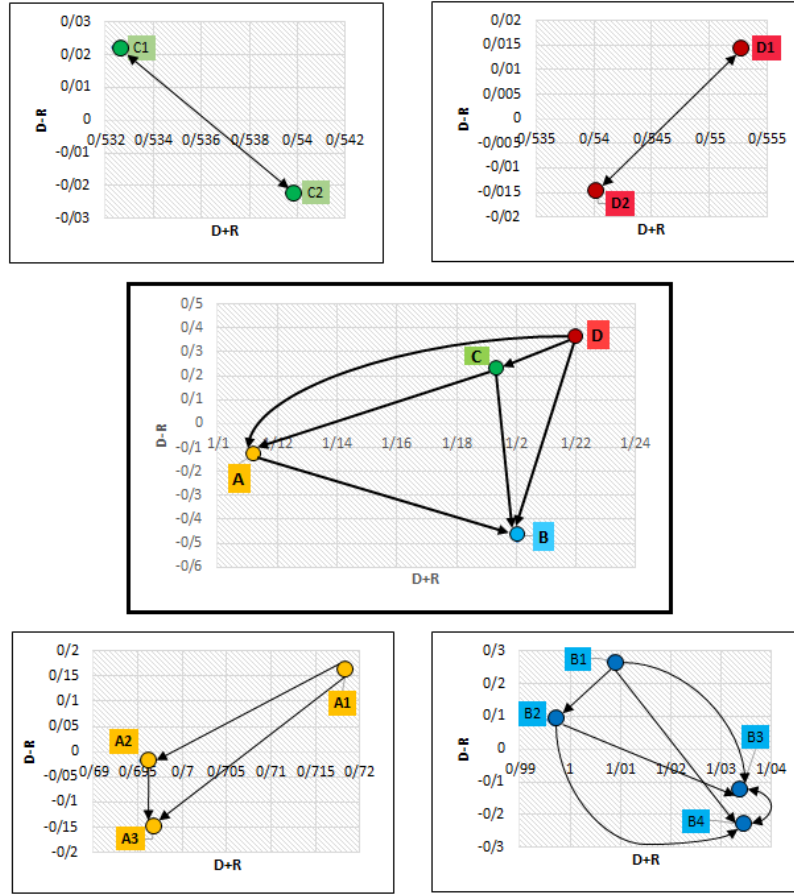 0/03
0/02
0/01
0
-0/01
-0/02
-0/03
0/532 0/534 0/536 0/538 0/54 0/542
D-R
D+R
C1
C2
0/02
0/015
0/01
0/005
0
-0/005
-0/01
-0/015
-0/02
0/535 0/54 0/545 0/55 0/555
D-R
D+R
D1
D2
0/5
0/4
0/3
0/2
0/1
0
-0/1
-0/2
-0/3
-0/4
-0/5
-0/6
1/1 1/12 1/14 1/16 1/18 1/2 1/22 1/24
D-R
D+R
D
C
A
B
0/2
0/15
0/1
0/05
0
-0/05
-0/1
-0/15
-0/2
0/69 0/695 0/7 0/705 0/71 0/715 0/72
D-R
D+R
A1
A2
A3
0/3
0/2
0/1
0
-0/1
-0/2
-0/3
0/99 1 1/01 1/02 1/03 1/04
D-R
D+R
B1
B2
B3
B4